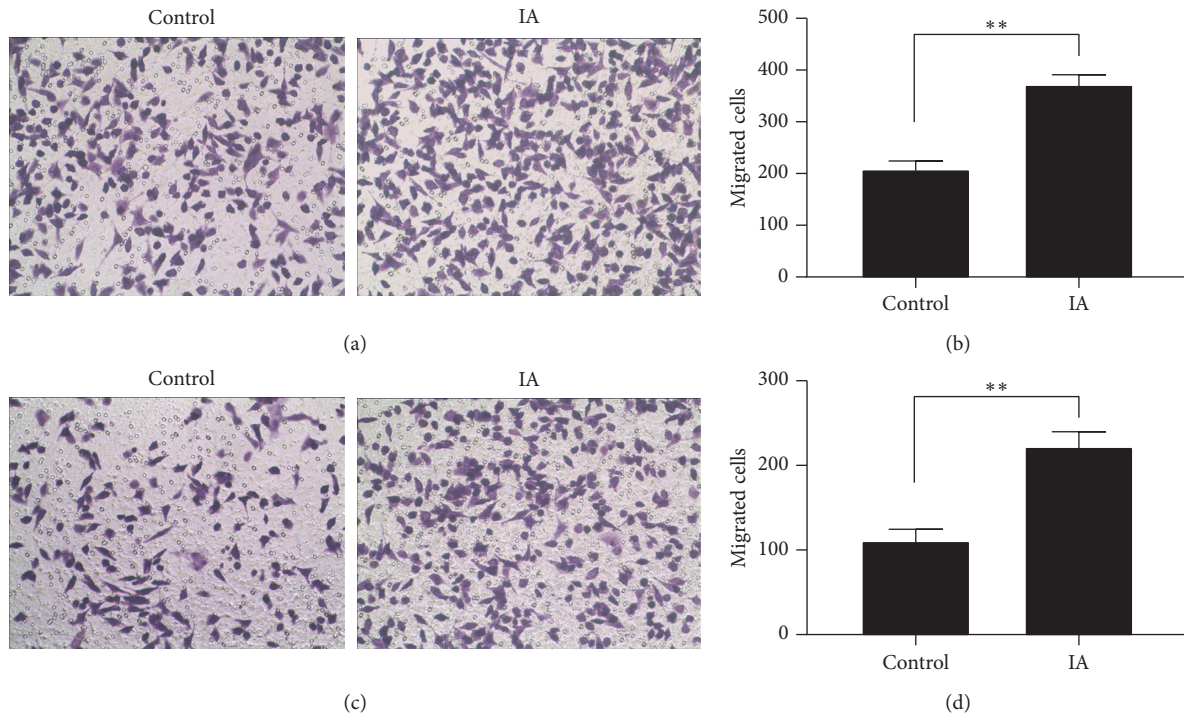 Control IA
(a)
500
400
300
200
100
0
Migrated cells
**
Control IA
(b)
Control IA
(c)
300
200
100
0
Migrated cells
**
Control IA
(d)